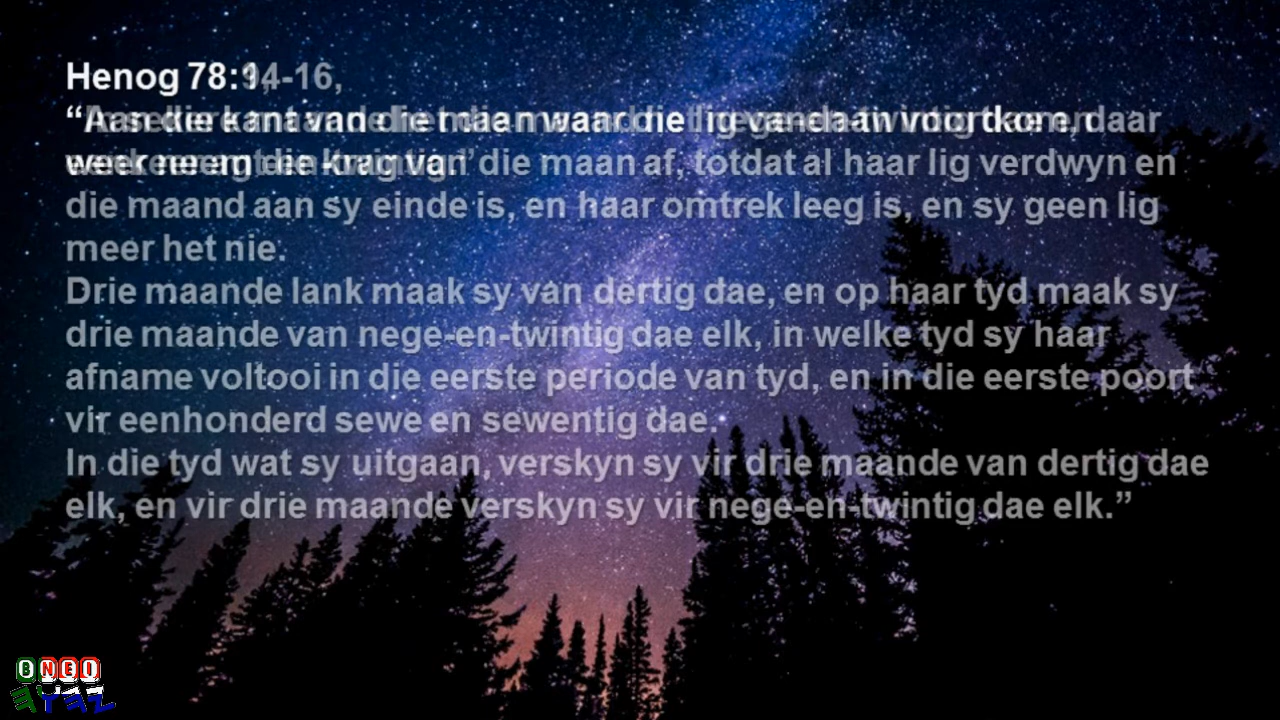 Henog 78:
daar
die maan af, totdat al haar lig verdwyn en
die maand aan sy einde is, en haar omtrek leeg is, en sy geen lig
meer het nie.
Drie maande lank maak sy van dertig dae, en op haar tyd maak sy
drie maande van nege-en-twintig dae elk, in welke tyd sy haar
afname voltooi in die eerste periode van tyd, en in die eerste poort
vir eenhonderd sewe en sewentig dae.
In die tyd wat sy uitgaan, verskyn sy vir drie maande van dertig dae
elk, en vir drie maande verskyn sy vir nege-en-twintig dae elk.”